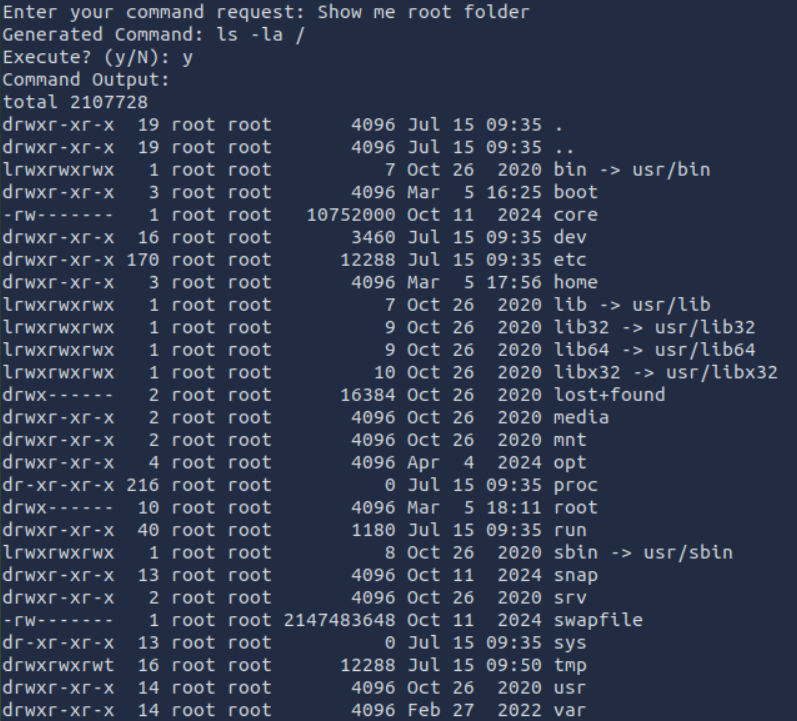 Enter your command request: Show me root folder
Generated Command: ls -la /
Execute? (y/N): y
Command Output:
total 2107728
drwxr-xr-x  19 root root       4096 Jul 15 09:35 .
drwxr-xr-x  19 root root       4096 Jul 15 09:35 ..
lrwxrwxrwx   1 root root          7 Oct 26  2020 bin -> usr/bin
drwxr-xr-x   3 root root       4096 Mar  5 16:25 boot
-rw-------   1 root root   10752000 Oct 11  2024 core
drwxr-xr-x  16 root root       3460 Jul 15 09:35 dev
drwxr-xr-x 170 root root      12288 Jul 15 09:35 etc
drwxr-xr-x   3 root root       4096 Mar  5 17:56 home
lrwxrwxrwx   1 root root          7 Oct 26  2020 lib -> usr/lib
lrwxrwxrwx   1 root root          9 Oct 26  2020 lib32 -> usr/lib32
lrwxrwxrwx   1 root root          9 Oct 26  2020 lib64 -> usr/lib64
lrwxrwxrwx   1 root root         10 Oct 26  2020 libx32 -> usr/libx32
drwx------   2 root root      16384 Oct 26  2020 lost+found
drwxr-xr-x   2 root root       4096 Oct 26  2020 media
drwxr-xr-x   2 root root       4096 Oct 26  2020 mnt
drwxr-xr-x   4 root root       4096 Apr  4  2024 opt
dr-xr-xr-x 216 root root          0 Jul 15 09:35 proc
drwx------  10 root root       4096 Mar  5 18:11 root
drwxr-xr-x  40 root root       1180 Jul 15 09:35 run
lrwxrwxrwx   1 root root          8 Oct 26  2020 sbin -> usr/sbin
drwxr-xr-x  13 root root       4096 Oct 11  2024 snap
drwxr-xr-x   2 root root       4096 Oct 26  2020 srv
-rw-------   1 root root 2147483648 Oct 11  2024 swapfile
dr-xr-xr-x  13 root root          0 Jul 15 09:35 sys
drwxrwxrwt  16 root root      12288 Jul 15 09:50 tmp
drwxr-xr-x  14 root root       4096 Oct 26  2020 usr
drwxr-xr-x  14 root root       4096 Feb 27  2022 var